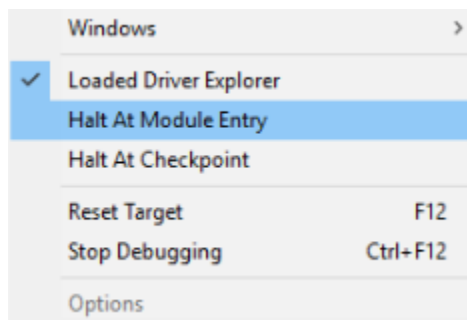 Windows
Loaded Driver Explorer
Halt At Module Entry
Halt At Checkpoint
Reset Target F12
Stop Debugging Ctrl+F12
Options